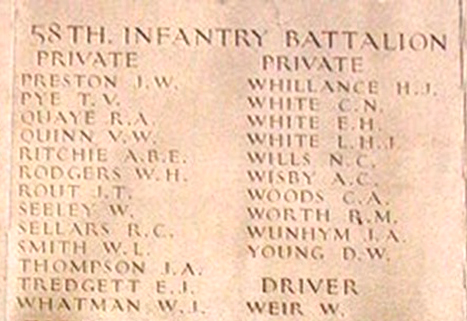 58TH. INFANTRY BATTALION
PRIVATE
PRESTON J.W.
PYE T.V.
QUAYE R.A.
QUINN V.W.
RITCHIE A.B.E.
RODGERS W.H.
ROUT J.T.
SEELEY W.
SELLARS R.C.
SMITH W.L.
THOMPSON J.A.
TREDGETT E.J.
WHATMAN W.J.
PRIVATE
WHILLANCE H.J.
WHITE C.N.
WHITE E.H.
WHITE L.H.J.
WILLS N.C.
WISBY A.C.
WOODS C.A.
WORTH R.M.
WUNHYM J.A.
YOUNG D.W.
DRIVER
WEIR W.